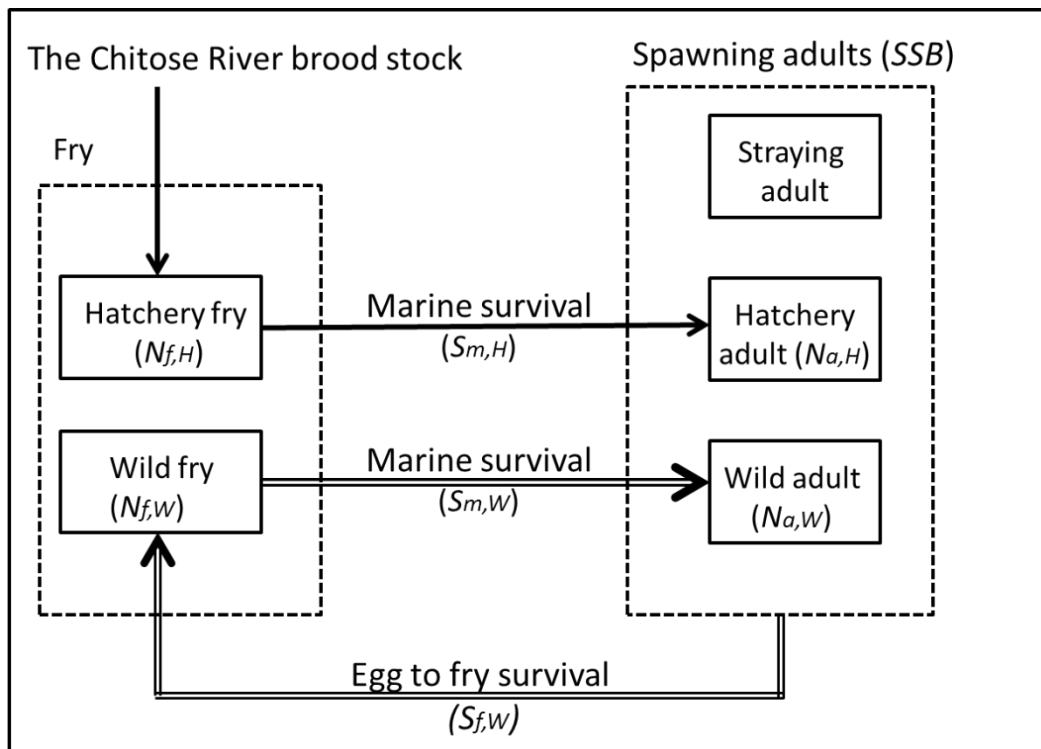 The Chitose River brood stock
Spawning adults (SSB)
Fry
Straying
adult
Hatchery fry
(Nf,H)
Marine survival
(Sm,H)
Hatchery
adult (Na,H)
Wild fry
(Nf,W)
Marine survival
(Sm,W)
Wild adult
(Na,W)
Egg to fry survival
(Sf,W)